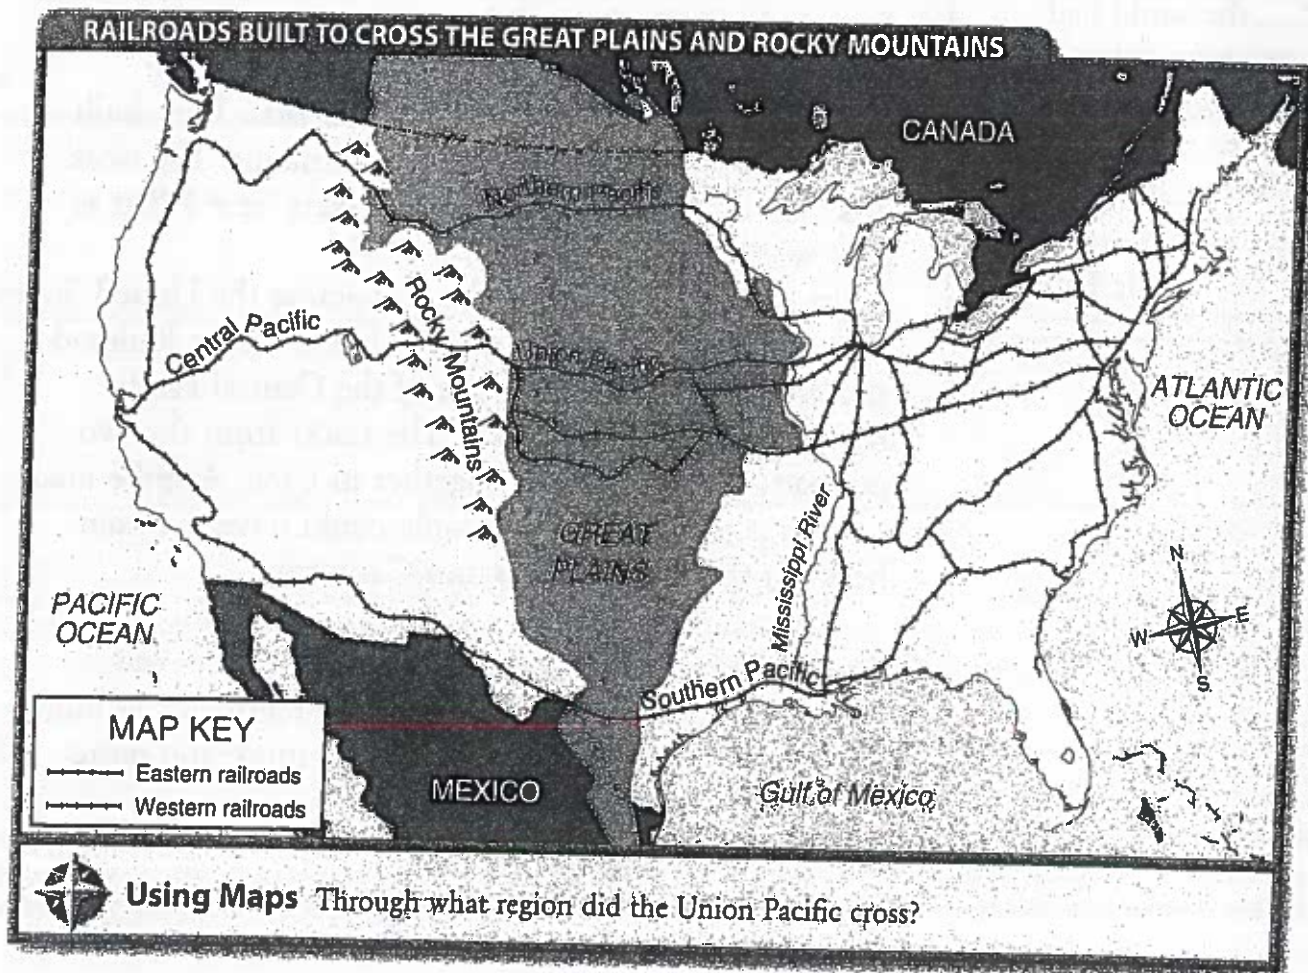 RAILROADS BUILT TO CROSS THE GREAT PLAINS AND ROCKY MOUNTAINS
CANADA
Northern Pacific
Central Pacific
Rocky Mountains
Union Pacific
ATLANTIC
OCEAN
GREAT
PLAINS
Mississippi River
PACIFIC
OCEAN
N
W
E
S
Southern Pacific
MAP KEY
Eastern railroads
Western railroads
MEXICO
Gulf of Mexico
Using Maps Through what region did the Union Pacific cross?